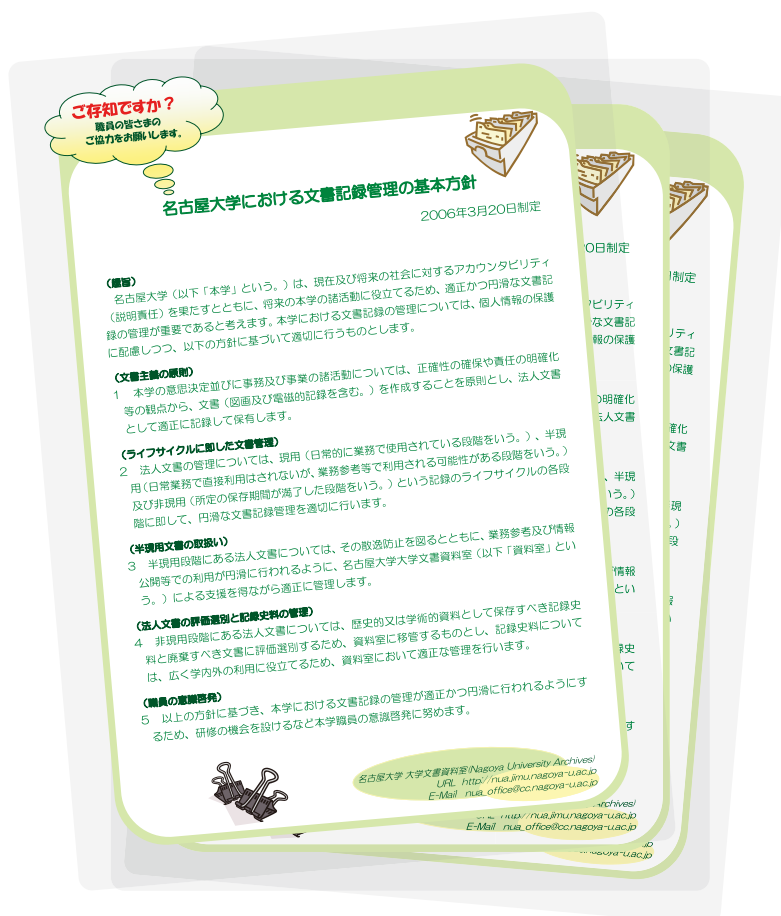 ご存知ですか？
職員の皆さまの
ご協力をお願いします。
名古屋大学における文書記録管理の基本方針
2006年3月20日制定
（趣旨）
名古屋大学（以下「本学」という。）は、現在及び将来の社会に対するアカウンタビリティ
（説明責任）を果たすとともに、将来の本学の諸活動に役立てるため、適正かつ円滑な文書記
録の管理が重要であると考えます。本学における文書記録の管理については、個人情報の保護
に配慮しつつ、以下の方針に基づいて適切に行うものとします。
（文書主義の原則）
1　本学の意思決定並びに事務及び事業の諸活動については、正確性の確保や責任の明確化
等の観点から、文書（図画及び電磁的記録を含む。）を作成することを原則とし、法人文書
として適正に記録して保有します。
（ライフサイクルに即した文書管理）
2　法人文書の管理については、現用（日常的に業務で使用されている段階をいう。）、半現
用（日常業務で直接利用はされないが、業務参考等で利用される可能性がある段階をいう。）
及び非現用（所定の保存期間が満了した段階をいう。）という記録のライフサイクルの各段
階に即して、円滑な文書記録管理を適切に行います。
（半現用文書の取扱い）
3　半現用段階にある法人文書については、その散逸防止を図るとともに、業務参考及び情報
公開等での利用が円滑に行われるように、名古屋大学大学文書資料室（以下「資料室」とい
う。）による支援を得ながら適正に管理します。
（法人文書の評価選別と記録史料の管理）
4　非現用段階にある法人文書については、歴史的又は学術的資料として保存すべき記録史
料と廃棄すべき文書に評価選別するため、資料室に移管するものとし、記録史料について
は、広く学内外の利用に役立てるため、資料室において適正な管理を行います。
（職員の意識啓発）
5　以上の方針に基づき、本学における文書記録の管理が適正かつ円滑に行われるようにす
るため、研修の機会を設けるなど本学職員の意識啓発に努めます。
名古屋大学 大学文書資料室(Nagoya University Archives)
URL http://nua.jimu.nagoya-u.ac.jp
E-Mail nua_office@cc.nagoya-u.ac.jp